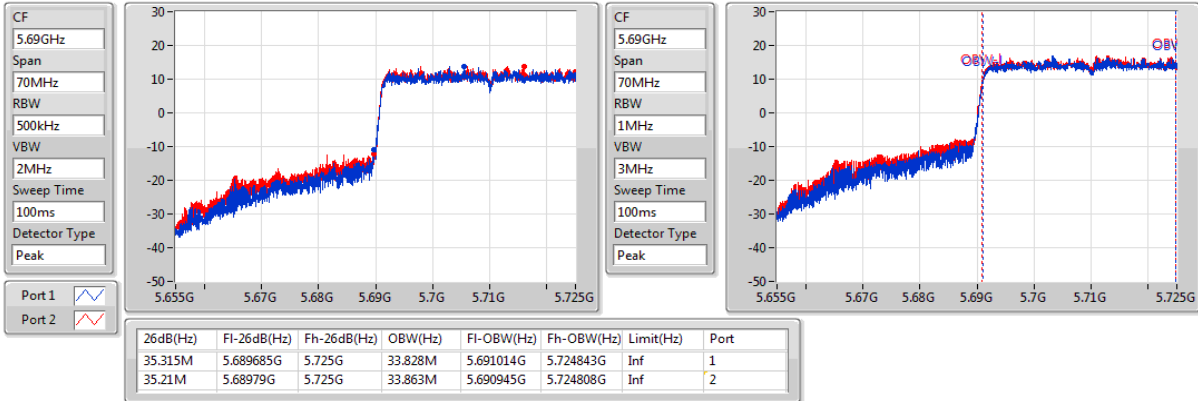 CF
5.69GHz
Span
70MHz
RBW
500kHz
VBW
2MHz
Sweep Time
100ms
Detector Type
Peak
Port 1
Port 2
30
20
10
0
-10
-20
-30
-40
-50
5.655G 5.67G 5.68G 5.69G 5.7G 5.71G 5.725G
CF
5.69GHz
Span
70MHz
RBW
1MHz
VBW
3MHz
Sweep Time
100ms
Detector Type
Peak
30
20
10
0
-10
-20
-30
-40
-50
OBW-L OBW
5.655G 5.67G 5.68G 5.69G 5.7G 5.71G 5.725G
26dB(Hz) Fl-26dB(Hz) Fh-26dB(Hz) OBW(Hz) Fl-OBW(Hz) Fh-OBW(Hz) Limit(Hz) Port
35.315M 5.689685G 5.725G 33.828M 5.691014G 5.724843G Inf 1
35.21M 5.68979G 5.725G 33.863M 5.690945G 5.724808G Inf 2